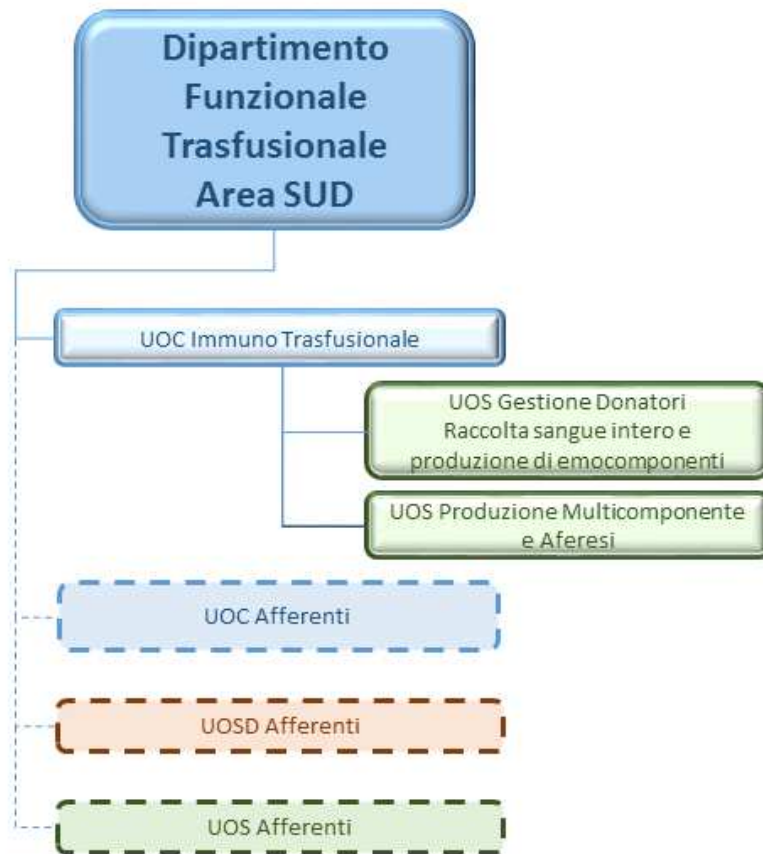 Dipartimento
Funzionale
Trasfusionale
Area SUD
UOC Immuno Trasfusionale
UOS Gestione Donatori
Raccolta sangue intero e
produzione di emocomponenti
UOS Produzione Multicomponente
e Aferesi
UOC Afferenti
UOSD Afferenti
UOS Afferenti